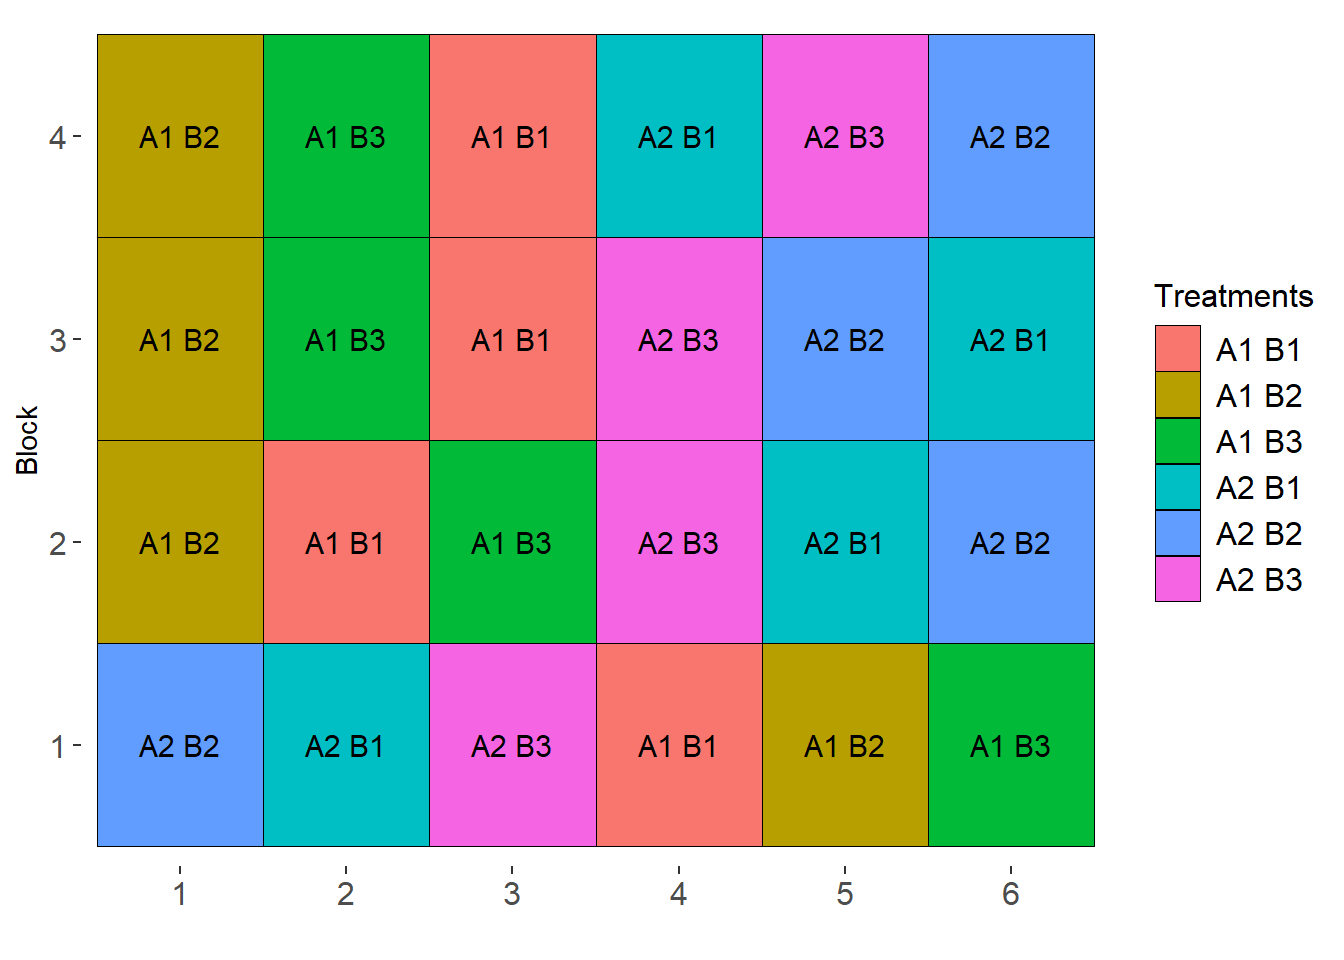 Block
4
A1 B2 A1 B3 A1 B1 A2 B1 A2 B3 A2 B2
3
A1 B2 A1 B3 A1 B1 A2 B3 A2 B2 A2 B1
2
A1 B2 A1 B1 A1 B3 A2 B3 A2 B1 A2 B2
1
A2 B2 A2 B1 A2 B3 A1 B1 A1 B2 A1 B3
1 2 3 4 5 6
Treatments
A1 B1
A1 B2
A1 B3
A2 B1
A2 B2
A2 B3